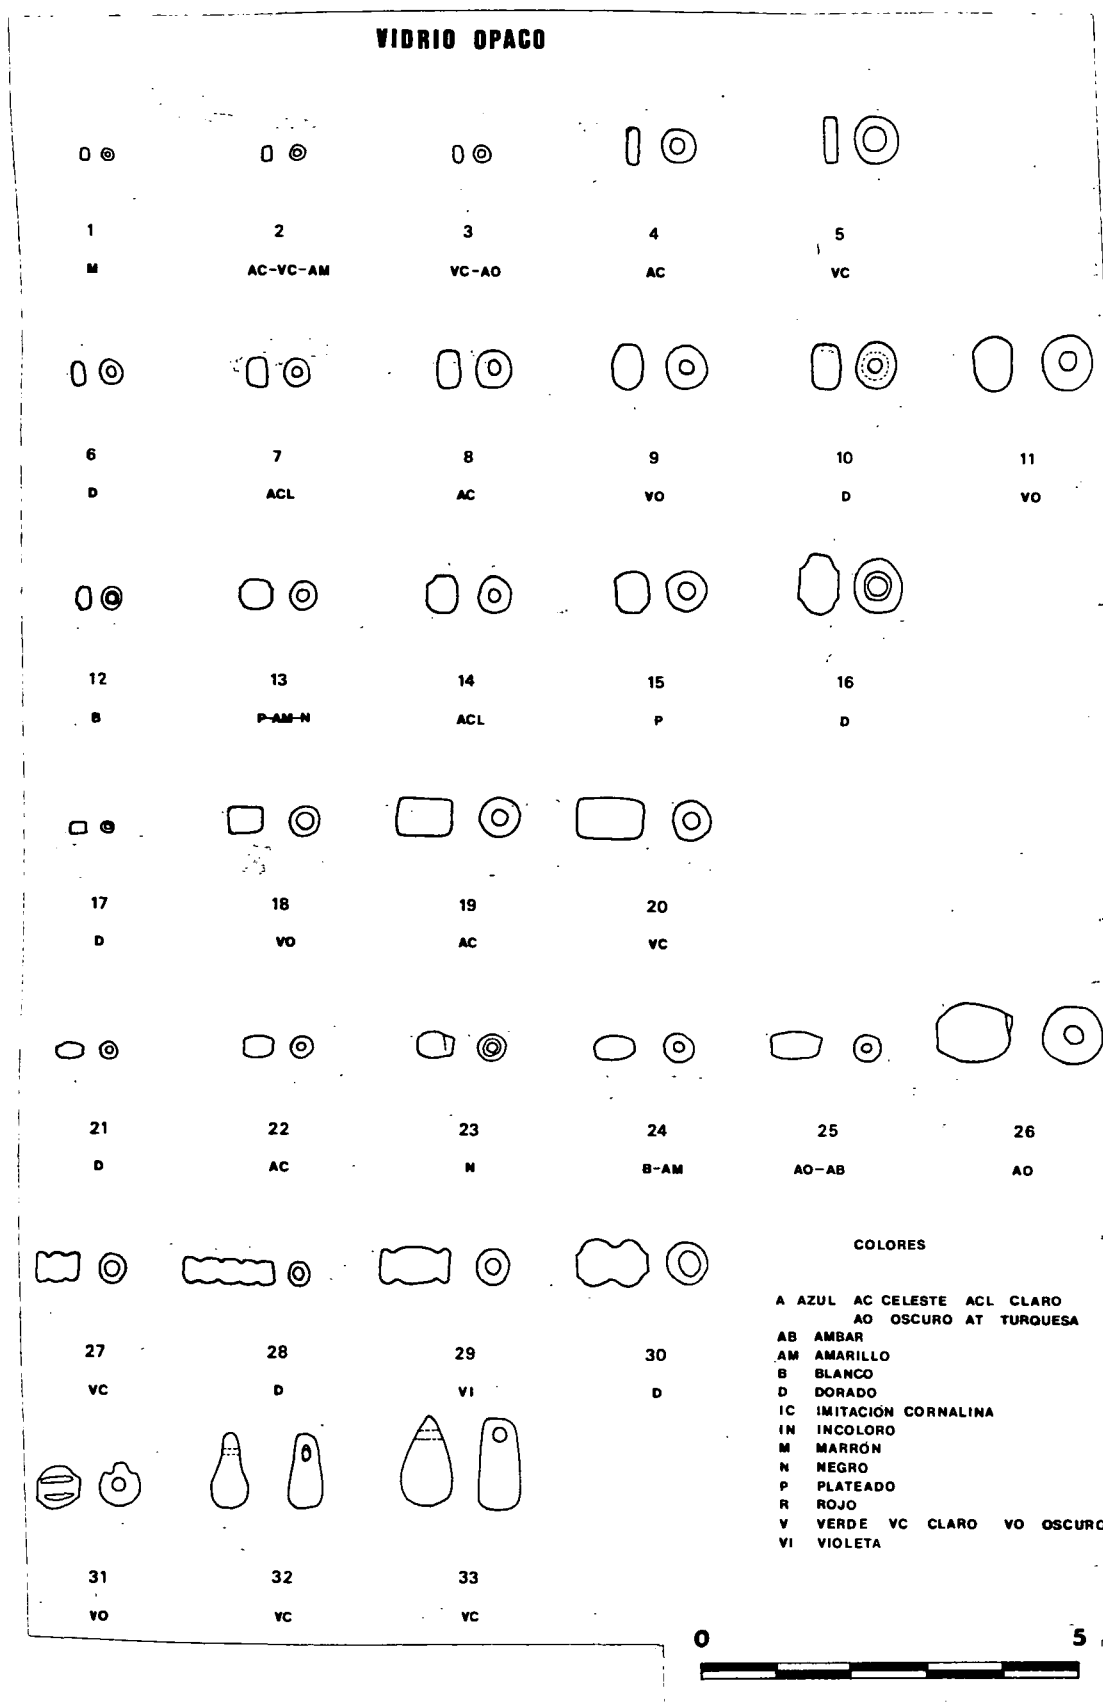 VIDRIO OPACO
1 2 3 4 5
M AC-VC-AM VC-AO AC VC
6 7 8 9 10 11
D ACL AC VO D VO
12 13 14 15 16
B P-AM-N ACL P D
17 18 19 20
D VO AC VC
21 22 23 24 25 26
D AC N B-AM AO-AB AO
27 28 29 30
VC D VI D
31 32 33
VO VC VC
COLORES
A AZUL AC CELESTE ACL CLARO
AO OSCURO AT TURQUESA
AB AMBAR
AM AMARILLO
B BLANCO
D DORADO
IC IMITACIÓN CORNALINA
IN INCOLORO
M MARRÓN
N NEGRO
P PLATEADO
R ROJO
V VERDE VC CLARO VO OSCURO
VI VIOLETA
0 5